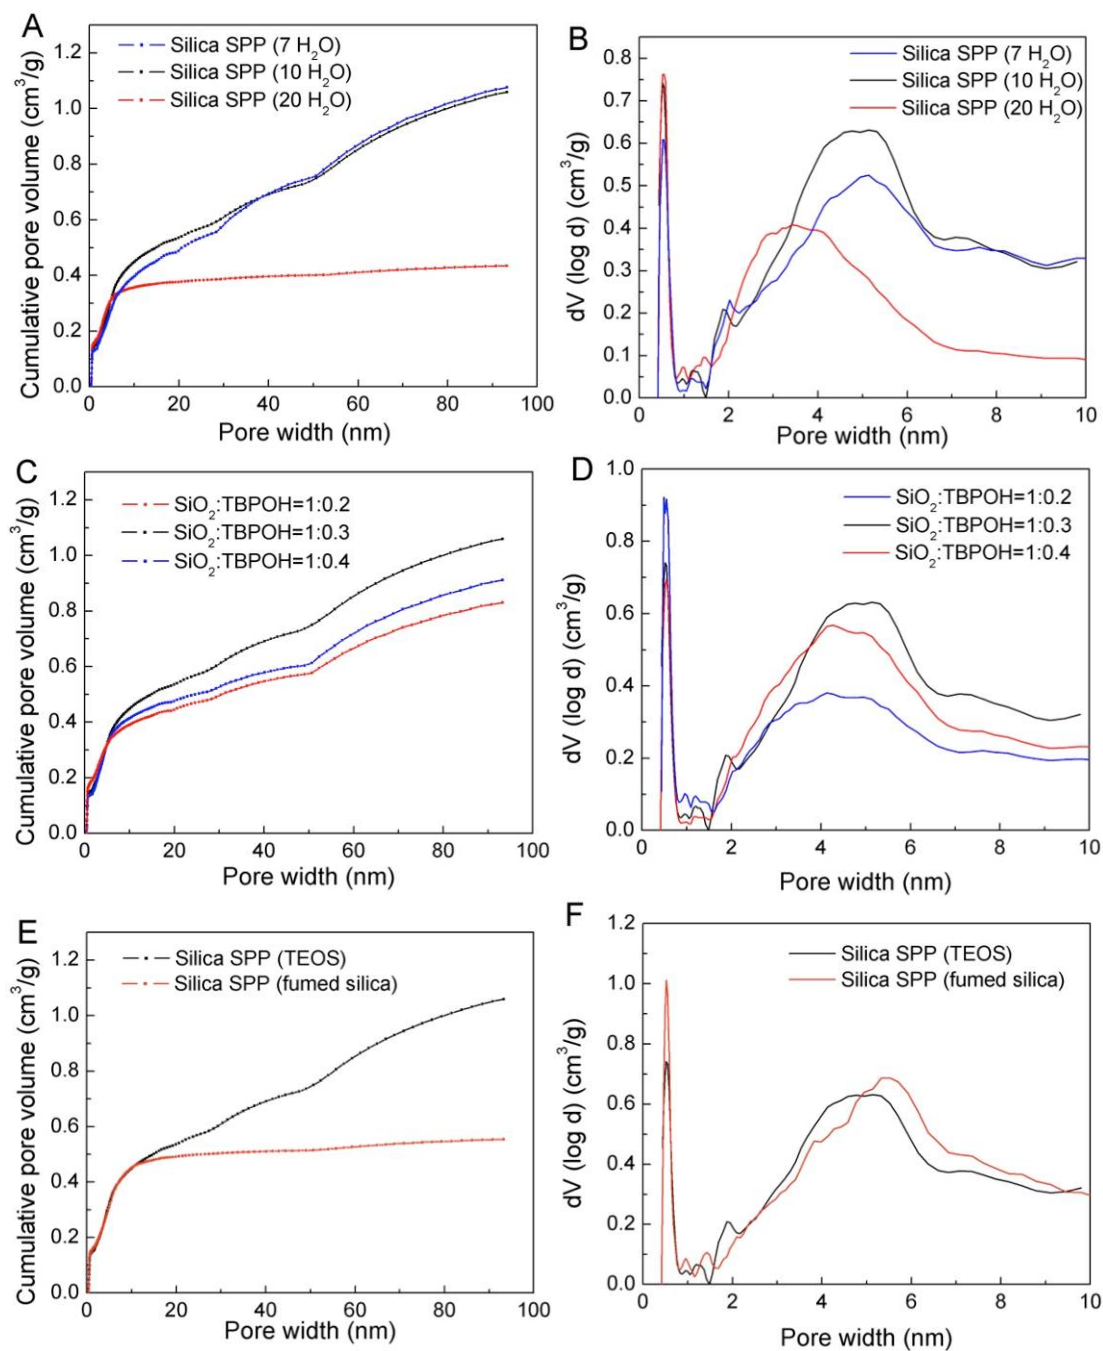 A
Silica SPP (7 H₂O)
Silica SPP (10 H₂O)
Silica SPP (20 H₂O)
Cumulative pore volume (cm³/g)
1.2
1.0
0.8
0.6
0.4
0.2
0.0
0 20 40 60 80 100
Pore width (nm)
B
Silica SPP (7 H₂O)
Silica SPP (10 H₂O)
Silica SPP (20 H₂O)
dV (log d) (cm³/g)
0.8
0.7
0.6
0.5
0.4
0.3
0.2
0.1
0.0
0 2 4 6 8 10
Pore width (nm)
C
SiO₂:TBPOH=1:0.2
SiO₂:TBPOH=1:0.3
SiO₂:TBPOH=1:0.4
Cumulative pore volume (cm³/g)
1.2
1.0
0.8
0.6
0.4
0.2
0.0
0 20 40 60 80 100
Pore width (nm)
D
SiO₂:TBPOH=1:0.2
SiO₂:TBPOH=1:0.3
SiO₂:TBPOH=1:0.4
dV (log d) (cm³/g)
1.0
0.8
0.6
0.4
0.2
0.0
0 2 4 6 8 10
Pore width (nm)
E
Silica SPP (TEOS)
Silica SPP (fumed silica)
Cumulative pore volume (cm³/g)
1.2
1.0
0.8
0.6
0.4
0.2
0.0
0 20 40 60 80 100
Pore width (nm)
F
Silica SPP (TEOS)
Silica SPP (fumed silica)
dV (log d) (cm³/g)
1.2
1.0
0.8
0.6
0.4
0.2
0.0
0 2 4 6 8 10
Pore width (nm)